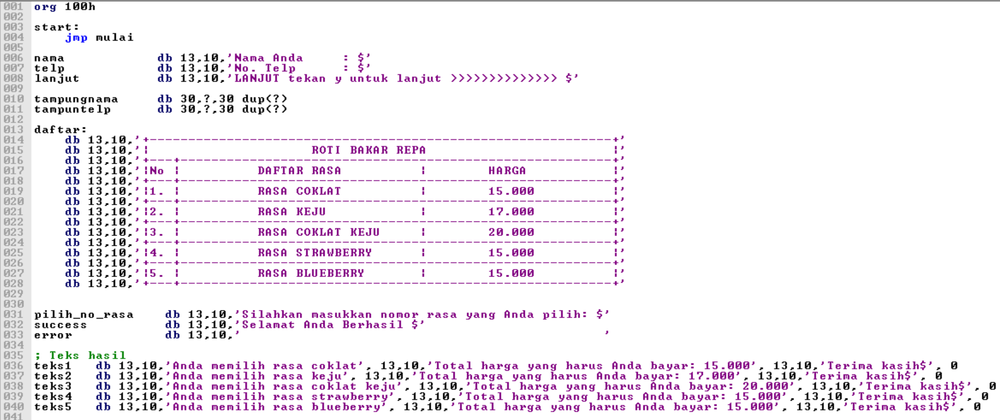 001 org 100h
002
003 start:
004     jmp mulai
005
006 nama            db 13,10,'Nama Anda     : $'
007 telp            db 13,10,'No. Telp      : $'
008 lanjut          db 13,10,'LANJUT tekan y untuk lanjut >>>>>>>>>>>>>> $'
009
010 tampungnama     db 30,?,30 dup(?)
011 tampuntelp      db 30,?,30 dup(?)
012
013 daftar:
014     db 13,10,'+------------------------------------------------------------+'
015     db 13,10,'|                     ROTI BAKAR REPA                        |'
016     db 13,10,'+---+--------------------------------------------------------+'
017     db 13,10,'|No |          DAFTAR RASA          |        HARGA           |'
018     db 13,10,'+---+--------------------------------------------------------+'
019     db 13,10,'|1. |          RASA COKLAT          |        15.000          |'
020     db 13,10,'+---+--------------------------------------------------------+'
021     db 13,10,'|2. |          RASA KEJU            |        17.000          |'
022     db 13,10,'+---+--------------------------------------------------------+'
023     db 13,10,'|3. |          RASA COKLAT KEJU     |        20.000          |'
024     db 13,10,'+---+--------------------------------------------------------+'
025     db 13,10,'|4. |          RASA STRAWBERRY      |        15.000          |'
026     db 13,10,'+---+--------------------------------------------------------+'
027     db 13,10,'|5. |          RASA BLUEBERRY       |        15.000          |'
028     db 13,10,'+---+--------------------------------------------------------+'
029
030
031 pilih_no_rasa    db 13,10,'Silahkan masukkan nomor rasa yang Anda pilih: $'
032 success          db 13,10,'Selamat Anda Berhasil $'
033 error            db 13,10,'                                                '
034
035 ; Teks hasil
036 teks1   db 13,10,'Anda memilih rasa coklat', 13,10,'Total harga yang harus Anda bayar: 15.000', 13,10,'Terima kasih$', 0
037 teks2   db 13,10,'Anda memilih rasa keju', 13,10,'Total harga yang harus Anda bayar: 17.000', 13,10,'Terima kasih$', 0
038 teks3   db 13,10,'Anda memilih rasa coklat keju', 13,10,'Total harga yang harus Anda bayar: 20.000', 13,10,'Terima kasih$', 0
039 teks4   db 13,10,'Anda memilih rasa strawberry', 13,10,'Total harga yang harus Anda bayar: 15.000', 13,10,'Terima kasih$', 0
040 teks5   db 13,10,'Anda memilih rasa blueberry', 13,10,'Total harga yang harus Anda bayar: 15.000', 13,10,'Terima kasih$', 0
041